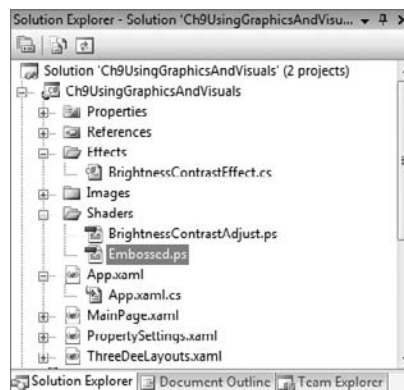 Solution Explorer - Solution 'Ch9UsingGraphicsAndVisu...
Solution 'Ch9UsingGraphicsAndVisuals' (2 projects)
Ch9UsingGraphicsAndVisuals
Properties
References
Effects
BrightnessContrastEffect.cs
Images
Shaders
BrightnessContrastAdjust.ps
Embossed.ps
App.xaml
App.xaml.cs
MainPage.xaml
PropertySettings.xaml
ThreeDeeLayouts.xaml
Solution Explorer Document Outline Team Explorer